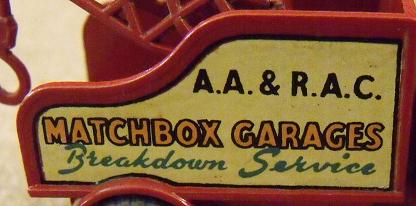 A.A. & R.A.C.
MATCHBOX GARAGES
Breakdown Service